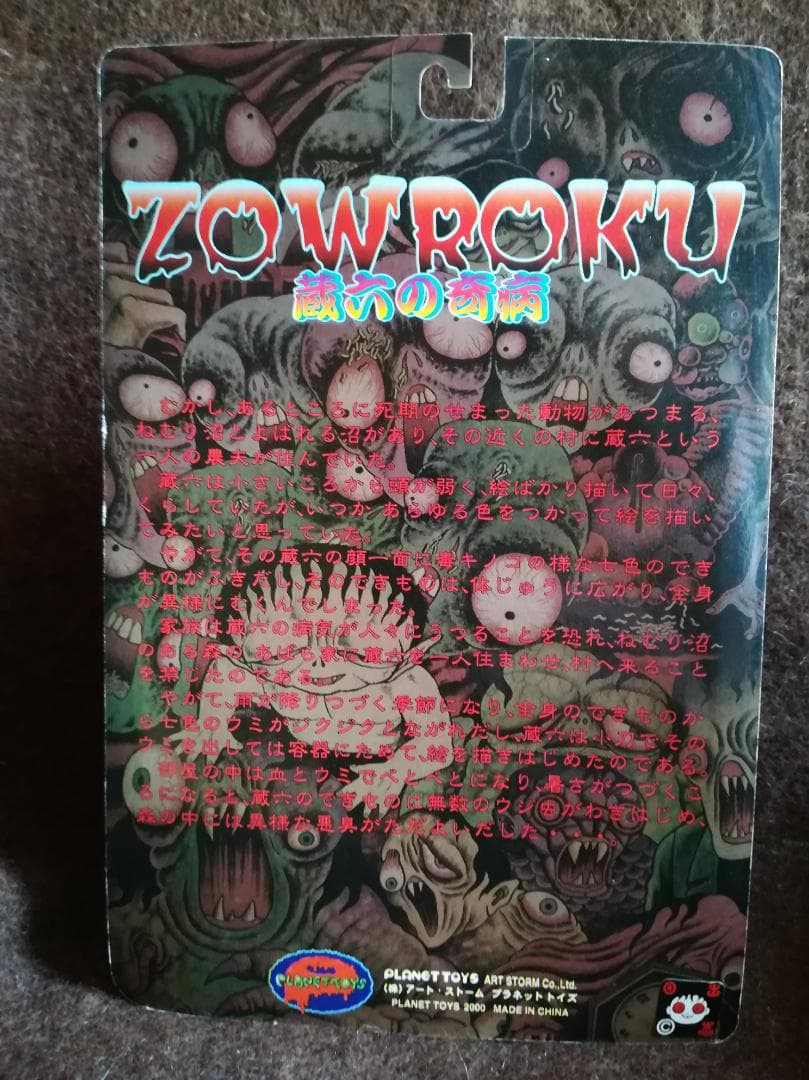 ZOWROKU
蔵六の奇病
むかし、あるところに死期のせまった動物があつまる、
ねむり沼とよばれる沼があり、その近くの村に蔵六という
一人の農夫が住んでいた。
蔵六は小さいころから頭が弱く、絵ばかり描いて日々、
くらしていたが、いつか あらゆる色をつかって絵を描い
てみたいと思っていた。
やがて、その蔵六の顔一面に毒キノコの様な七色のでき
ものがふきだし、そのできものは、体じゅうに広がり、全身
が異様にむくんでしまった。
家族は蔵六の病気が人々にうつることを恐れ、ねむり沼
のある森の あばら家に蔵六を一人住まわせ、村へ来ること
を禁じたのである。
やがて、雨が降りつづく季節になり、全身のできものか
ら七色のウミがジクジクとながれだし、蔵六は小刀でその
ウミを出しては容器にためて、絵を描きはじめたのである。
部屋の中は血とウミでべとべとになり、暑さがつづくこ
ろになると、蔵六のできものに無数のウジ虫がわきはじめ、
森の中には異様な悪臭がただよいだした・・・。
PLANET TOYS
PLANET TOYS ART STORM Co.,Ltd.
(株)アート・ストーム プラネットトイズ
PLANET TOYS 2000 MADE IN CHINA
©